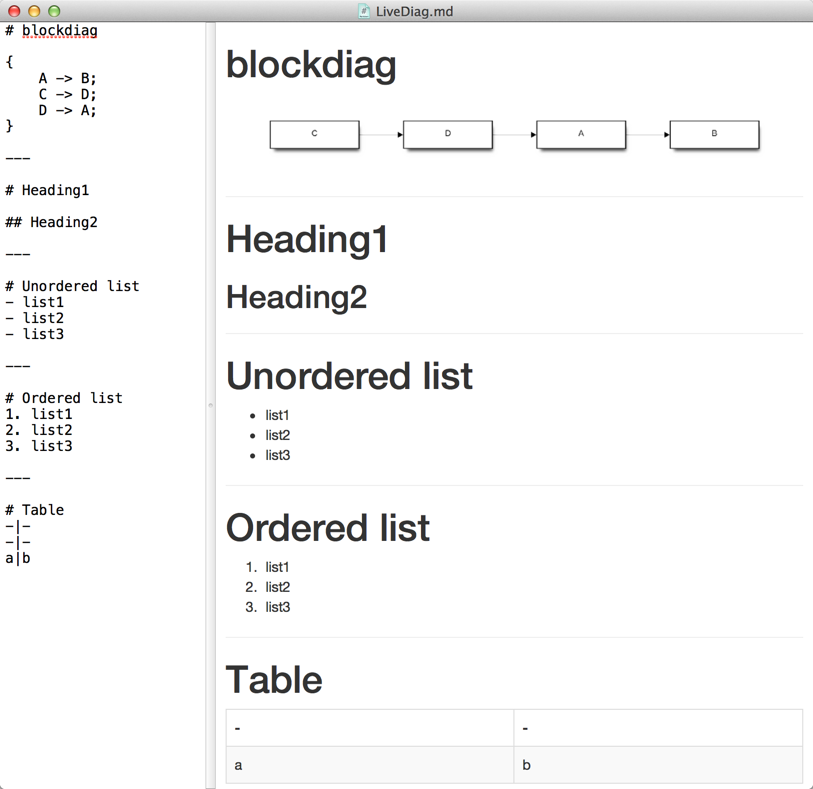 LiveDiag.md
# blockdiag
{
    A -> B;
    C -> D;
    D -> A;
}
---
# Heading1
## Heading2
---
# Unordered list
- list1
- list2
- list3
---
# Ordered list
1. list1
2. list2
3. list3
---
# Table
-|-
-|-
a|b
blockdiag
C D A B
Heading1
Heading2
Unordered list
• list1
• list2
• list3
Ordered list
1. list1
2. list2
3. list3
Table
- -
a b